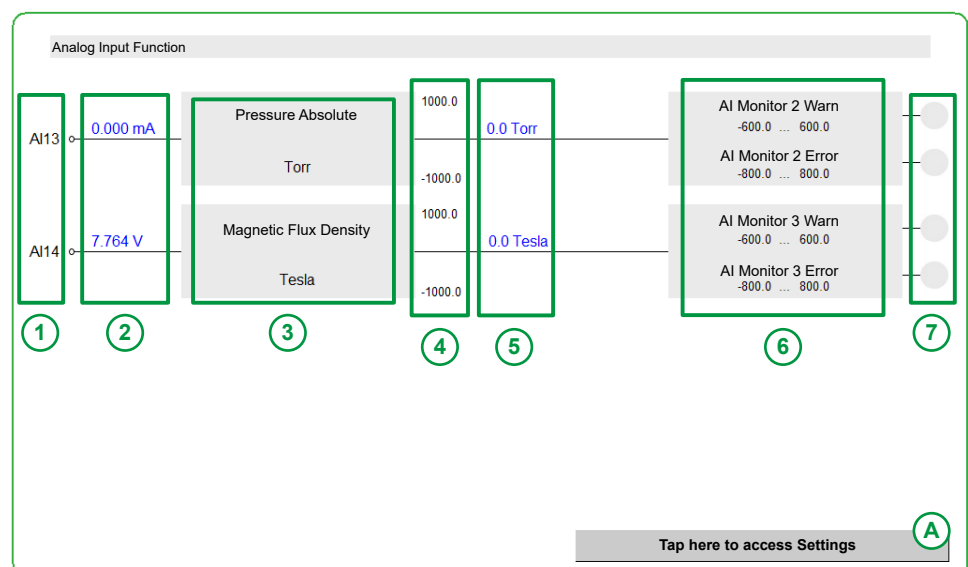 Analog Input Function
AI13
0.000 mA
Pressure Absolute
Torr
1000.0
-1000.0
0.0 Torr
AI Monitor 2 Warn
-600.0 ... 600.0
AI Monitor 2 Error
-800.0 ... 800.0
AI14
7.764 V
Magnetic Flux Density
Tesla
1000.0
-1000.0
0.0 Tesla
AI Monitor 3 Warn
-600.0 ... 600.0
AI Monitor 3 Error
-800.0 ... 800.0
1
2
3
4
5
6
7
Tap here to access Settings
A